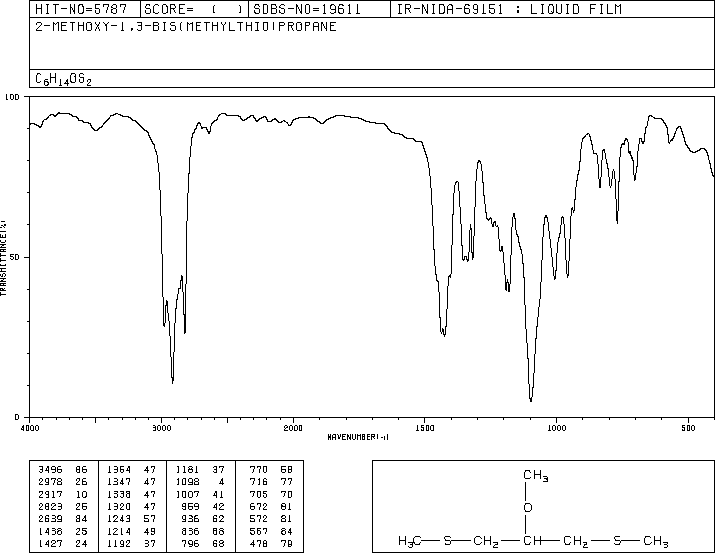 HIT-NO=5787 SCORE= ( ) SDBS-NO=19611 IR-NIDA-69151 : LIQUID FILM
2-METHOXY-1,3-BIS(METHYLTHIO)PROPANE
C6H14OS2
100
50
0
TRANSMITTANCE(%)
4000 3000 2000 1500 1000 500
WAVENUMBER(-1)
3496 86 1364 47 1181 37 770 58
2978 26 1347 47 1098 4 716 77
2917 10 1338 47 1007 41 705 70
2823 25 1320 47 959 42 672 81
2639 84 1243 57 936 62 572 81
1438 25 1214 49 836 68 567 84
1427 24 1192 37 796 68 478 79
CH3
O
H3C S CH2 CH CH2 S CH3